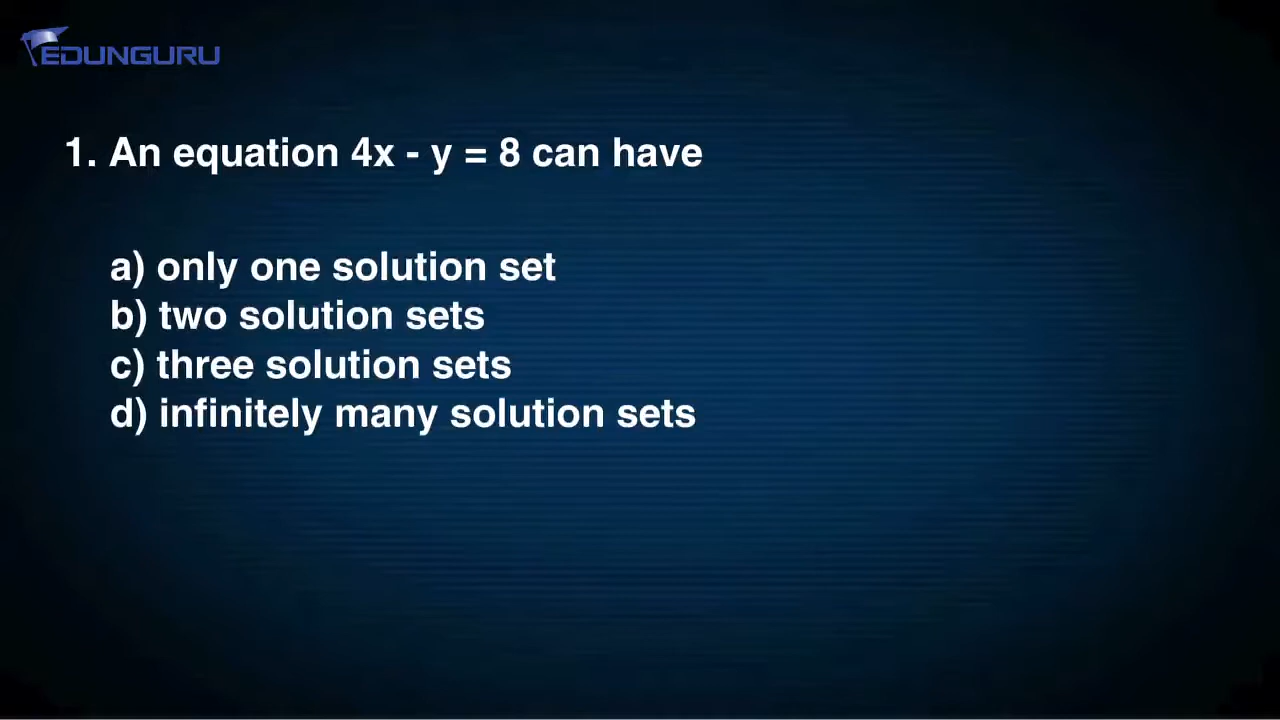 EDUNGURU
1. An equation 4x - y = 8 can have
a) only one solution set
b) two solution sets
c) three solution sets
d) infinitely many solution sets